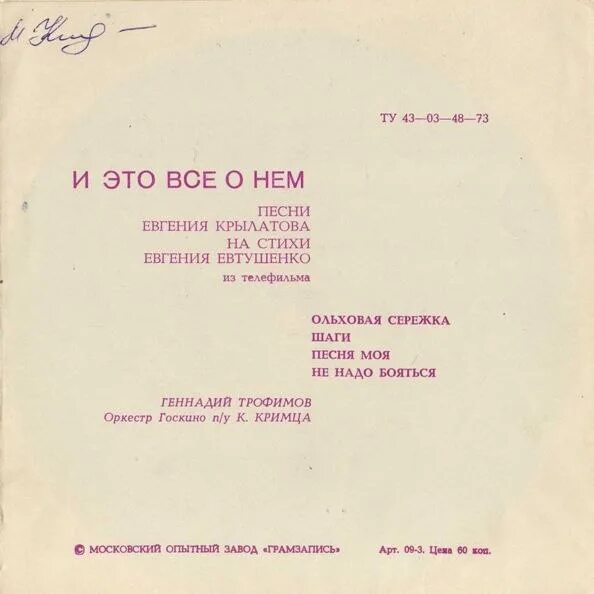 ТУ 43—03—48—73
И ЭТО ВСЕ О НЕМ
ПЕСНИ
ЕВГЕНИЯ КРЫЛАТОВА
НА СТИХИ
ЕВГЕНИЯ ЕВТУШЕНКО
из телефильма
ОЛЬХОВАЯ СЕРЕЖКА
ШАГИ
ПЕСНЯ МОЯ
НЕ НАДО БОЯТЬСЯ
ГЕННАДИЙ ТРОФИМОВ
Оркестр Госкино п/у К. КРИМЦА
© МОСКОВСКИЙ ОПЫТНЫЙ ЗАВОД «ГРАМЗАПИСЬ» Арт. 09-3. Цена 60 коп.